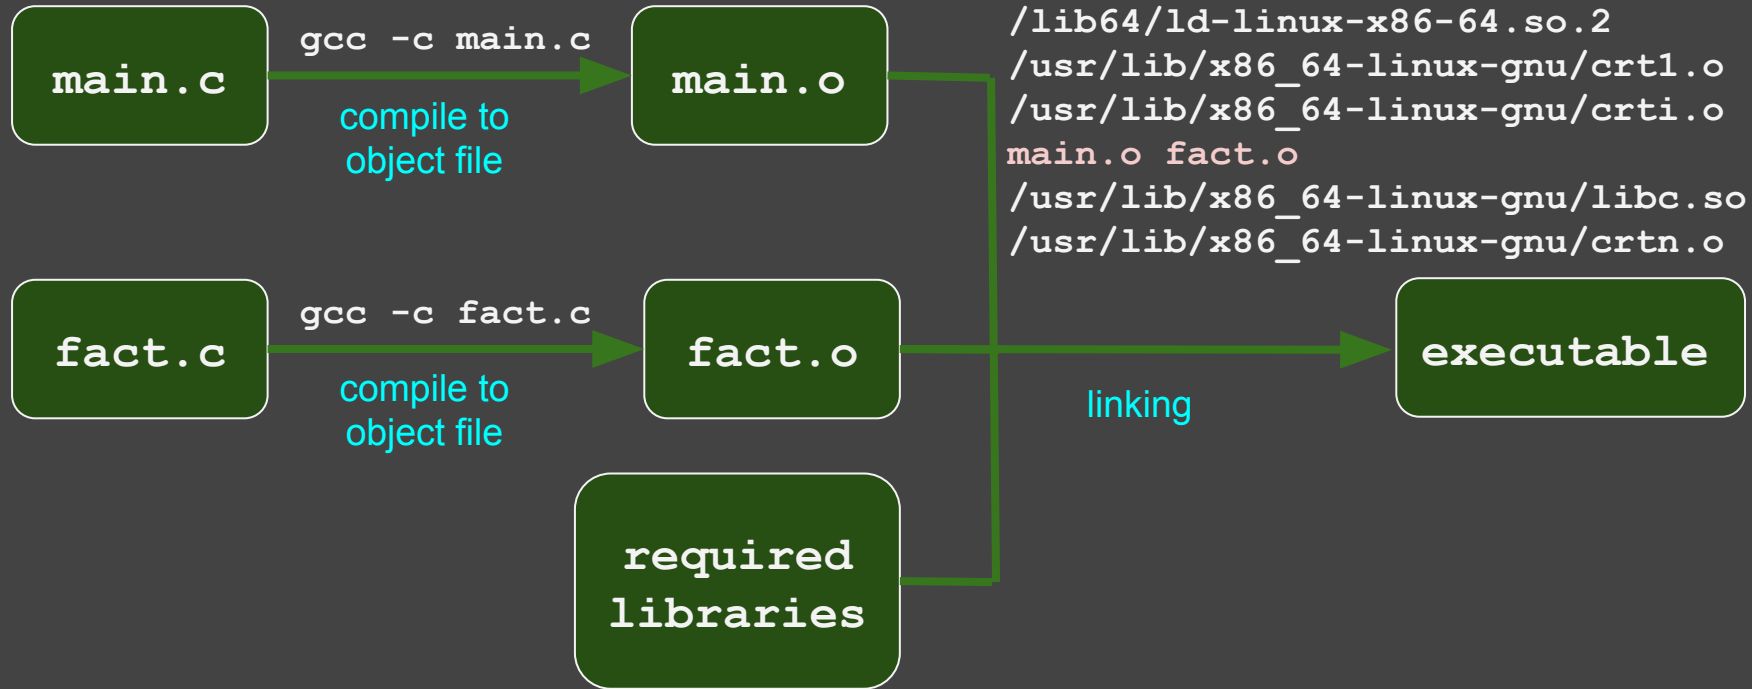 main.c
gcc -c main.c
compile to
object file
main.o
/lib64/ld-linux-x86-64.so.2
/usr/lib/x86_64-linux-gnu/crt1.o
/usr/lib/x86_64-linux-gnu/crti.o
main.o fact.o
/usr/lib/x86_64-linux-gnu/libc.so
/usr/lib/x86_64-linux-gnu/crtn.o
fact.c
gcc -c fact.c
compile to
object file
fact.o
linking
executable
required
libraries